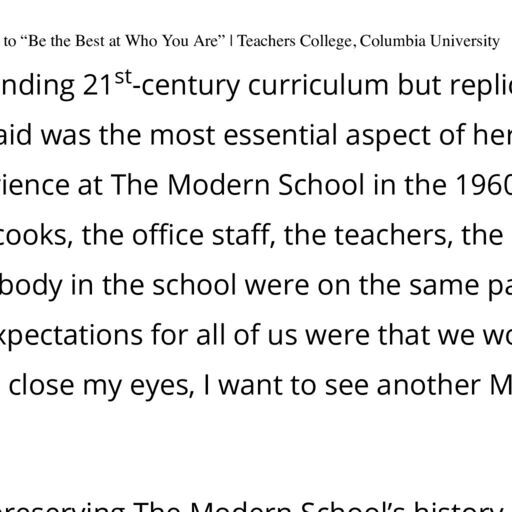 to “Be the Best at Who You Are” | Teachers College, Columbia University
nding 21st-century curriculum but repli
aid was the most essential aspect of her
ience at The Modern School in the 1960
cooks, the office staff, the teachers, the
body in the school were on the same pa
xpectations for all of us were that we wo
close my eyes, I want to see another M
preserving The Modern School’s history